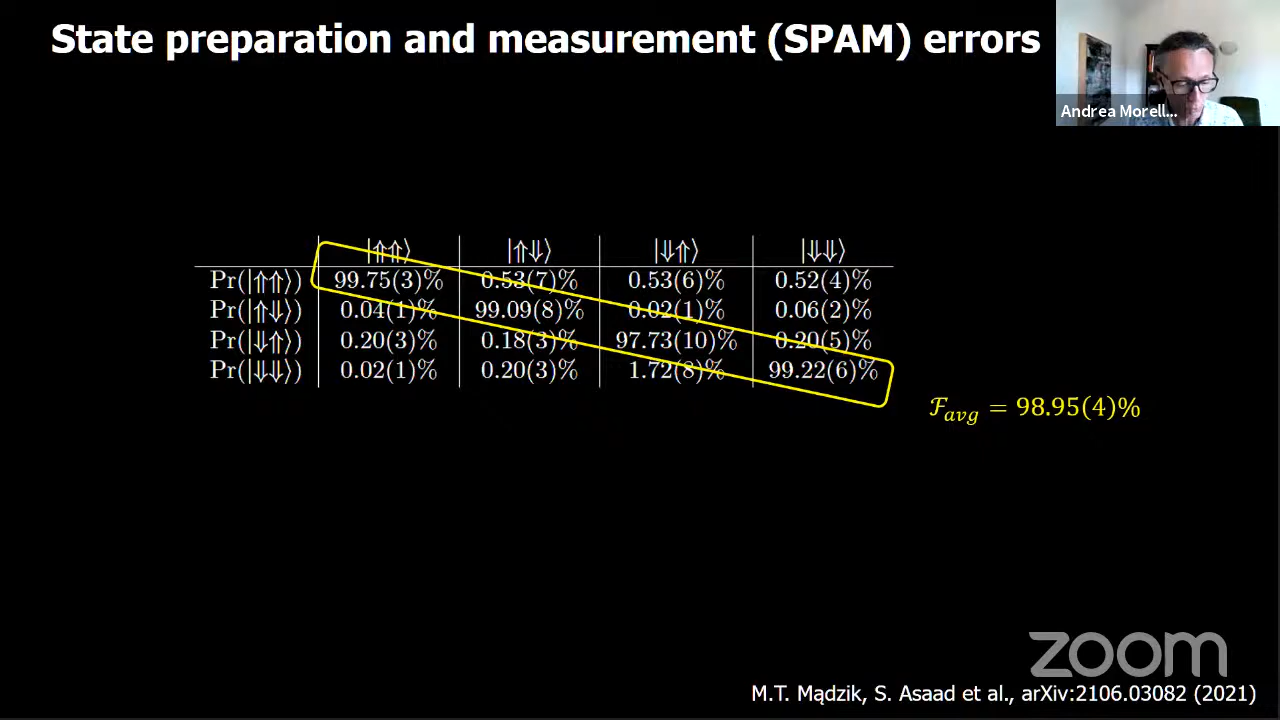 State preparation and measurement (SPAM) errors
Andrea Morell...
|⇑⇑⟩ |⇑⇓⟩ |⇓⇑⟩ |⇓⇓⟩
Pr(|⇑⇑⟩) 99.75(3)% 0.53(7)% 0.53(6)% 0.52(4)%
Pr(|⇑⇓⟩) 0.04(1)% 99.09(8)% 0.02(1)% 0.06(2)%
Pr(|⇓⇑⟩) 0.20(3)% 0.18(3)% 97.73(10)% 0.20(5)%
Pr(|⇓⇓⟩) 0.02(1)% 0.20(3)% 1.72(8)% 99.22(6)%
ℱavg = 98.95(4)%
zoom
M.T. Mądzik, S. Asaad et al., arXiv:2106.03082 (2021)